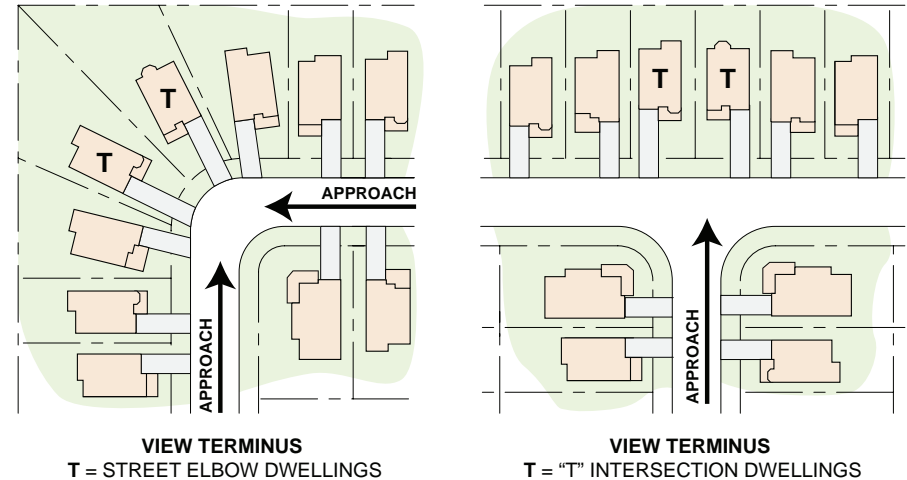 T
T
APPROACH
APPROACH
VIEW TERMINUS
T = STREET ELBOW DWELLINGS
T
T
APPROACH
VIEW TERMINUS
T = “T” INTERSECTION DWELLINGS